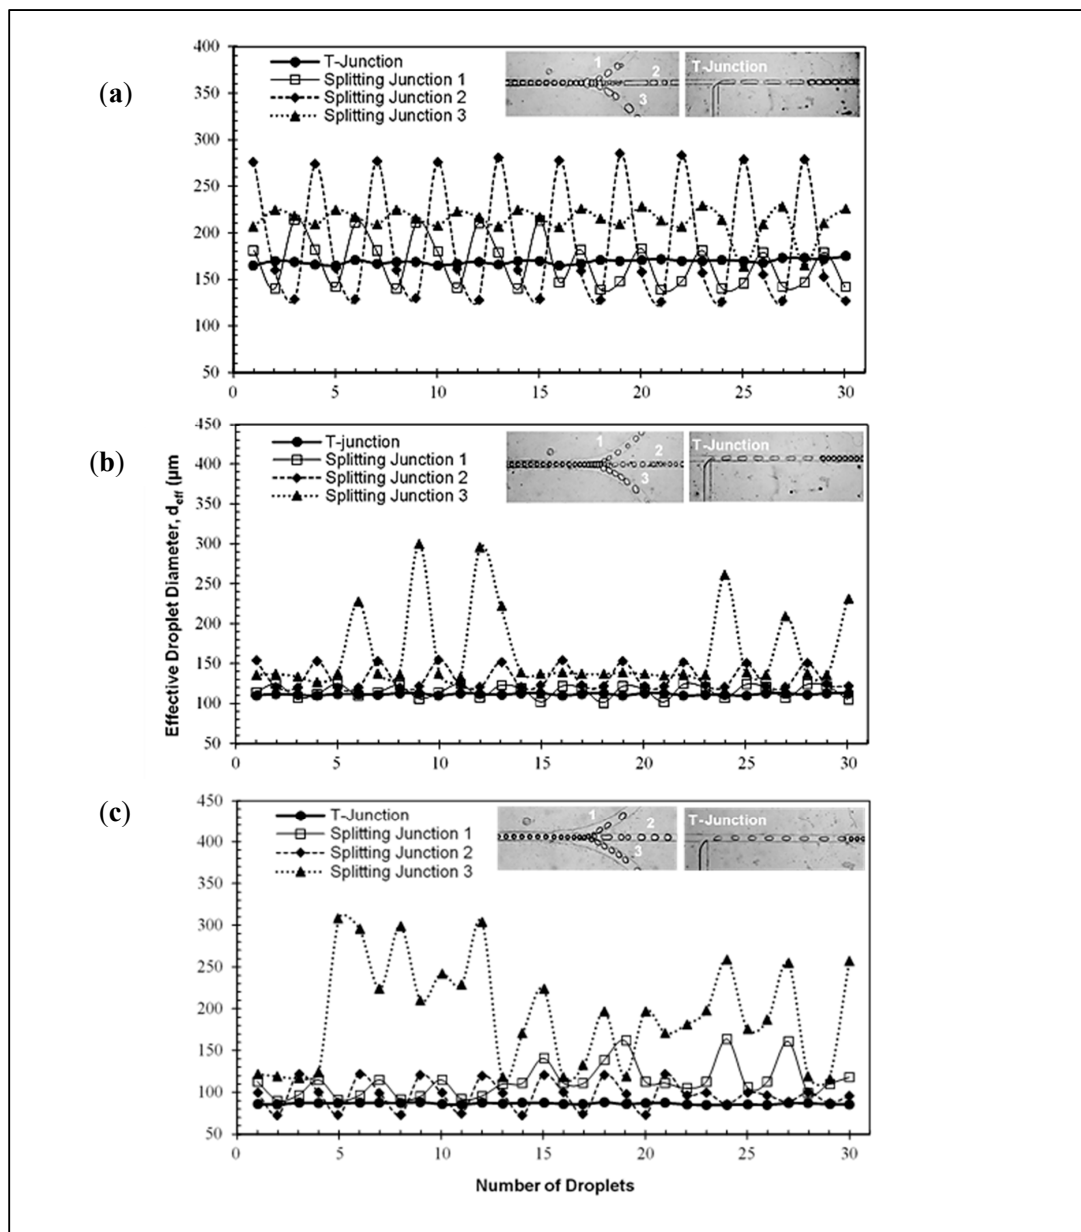 (a)
400
350
300
250
200
150
100
50
T-Junction
Splitting Junction 1
Splitting Junction 2
Splitting Junction 3
1
2
3
T-Junction
0 5 10 15 20 25 30
(b)
450
400
350
300
250
200
150
100
50
T-junction
Splitting Junction 1
Splitting Junction 2
Splitting Junction 3
1
2
3
T-Junction
0 5 10 15 20 25 30
Effective Droplet Diameter, deff (µm
(c)
450
400
350
300
250
200
150
100
50
T-Junction
Splitting Junction 1
Splitting Junction 2
Splitting Junction 3
1
2
3
T-Junction
0 5 10 15 20 25 30
Number of Droplets